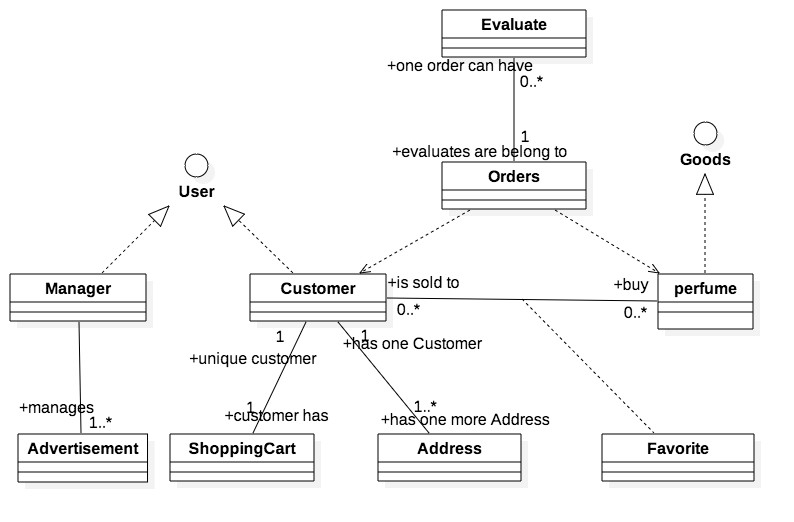 Evaluate
+one order can have
0..*
1
+evaluates are belong to
Orders
Goods
User
Manager
Customer
+is sold to
0..*
+buy
0..*
perfume
1
+unique customer
1
+has one Customer
+manages
1..*
1
+customer has
1..*
+has one more Address
Advertisement
ShoppingCart
Address
Favorite